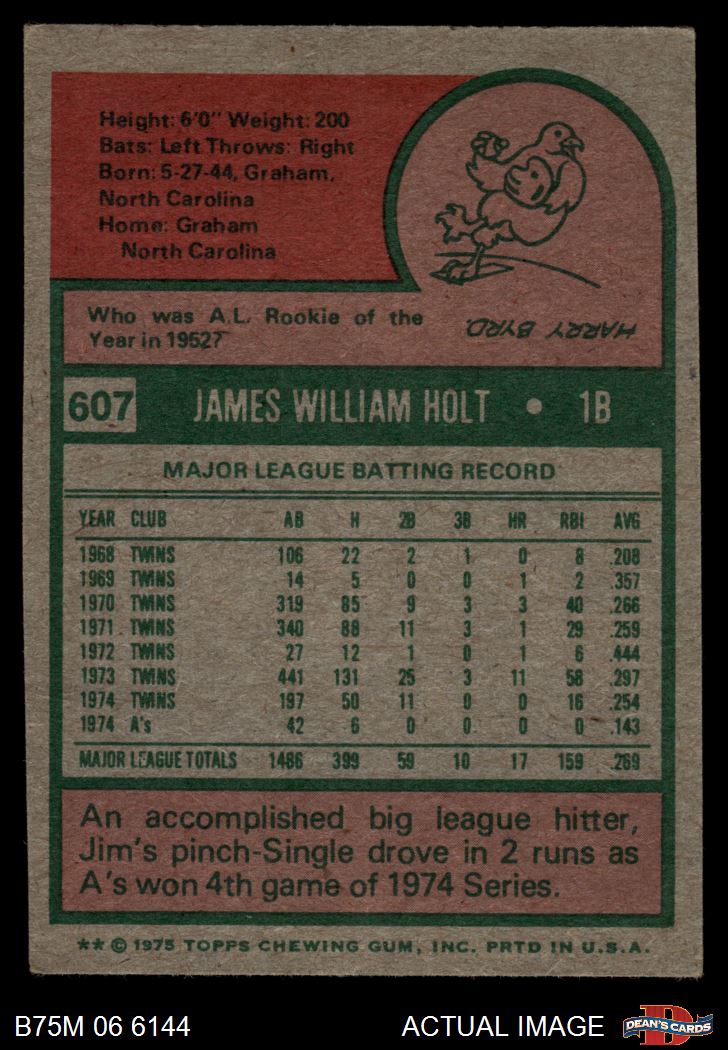 Height: 6'0" Weight: 200
Bats: Left Throws: Right
Born: 5-27-44, Graham,
North Carolina
Home: Graham
North Carolina
Who was A.L. Rookie of the
Year in 1952?
HARRY BYRD.
607 JAMES WILLIAM HOLT • 1B
MAJOR LEAGUE BATTING RECORD
YEAR CLUB AB H 2B 3B HR RBI AVG
1968 TWINS 106 22 2 1 0 8 .208
1969 TWINS 14 5 0 0 1 2 .357
1970 TWINS 319 85 9 3 3 40 .266
1971 TWINS 340 88 11 3 1 29 .259
1972 TWINS 27 12 1 0 1 6 .444
1973 TWINS 441 131 25 3 11 58 .297
1974 TWINS 197 50 11 0 0 16 .254
1974 A's 42 6 0 0 0 0 .143
MAJOR LEAGUE TOTALS 1486 399 59 10 17 159 .269
An accomplished big league hitter,
Jim's pinch-Single drove in 2 runs as
A's won 4th game of 1974 Series.
** © 1975 TOPPS CHEWING GUM, INC. PRTD IN U.S.A.
B75M 06 6144 ACTUAL IMAGE
D
DEAN'S CARDS